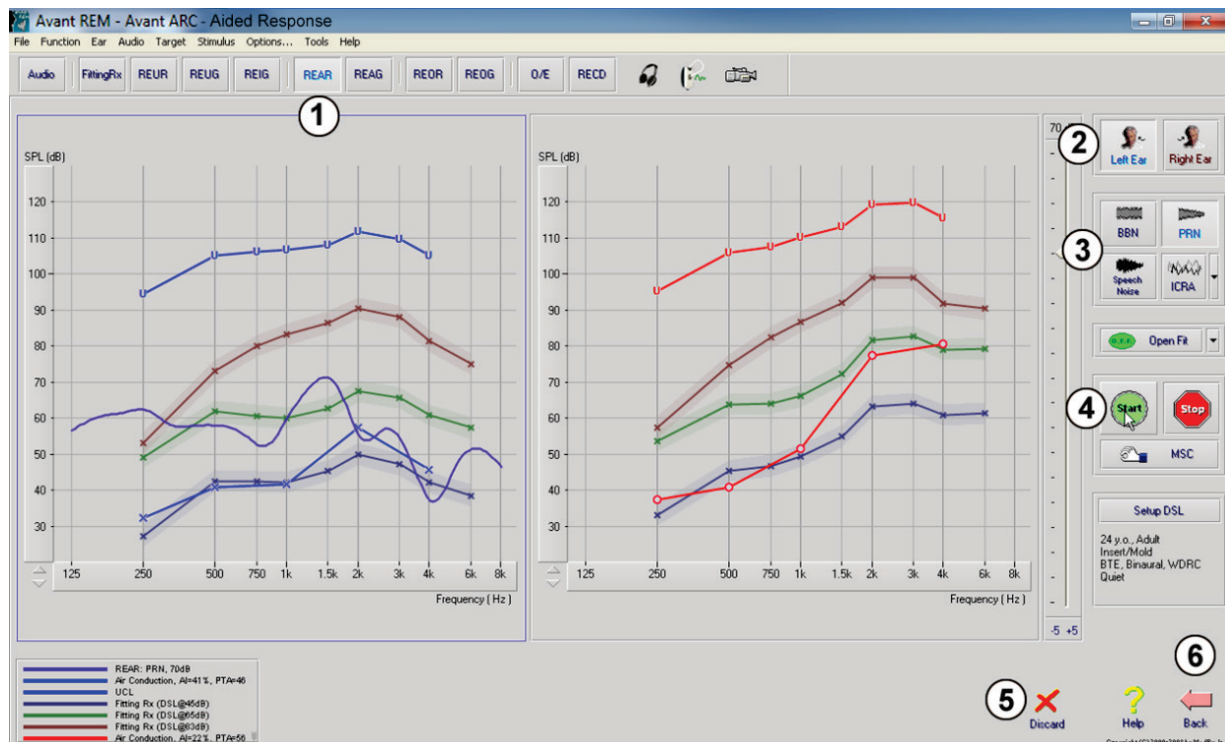 Avant REM - Avant ARC - Aided Response
File Function Ear Audio Target Stimulus Options... Tools Help
Audio FittingRx REUR REUG REIG REAR REAG REOR REOG O/E RECD
1
SPL (dB)
120
110
100
90
80
70
60
50
40
30
125 250 500 750 1k 1.5k 2k 3k 4k 6k 8k
Frequency ( Hz )
U U U U U U U U
SPL (dB)
120
110
100
90
80
70
60
50
40
30
125 250 500 750 1k 1.5k 2k 3k 4k 6k 8k
Frequency ( Hz )
U U U U U U U U
70
-5 +5
2
Left Ear Right Ear
3
BBN PRN
Speech Noise ICRA
Open Fit
4
Start Stop
MSC
Setup DSL
24 y.o., Adult
Insert/Mold
BTE, Binaural, WDRC
Quiet
REAR: PRN, 70dB
Air Conduction, AI=41%, PTA=46
UCL
Fitting Rx (DSL@45dB)
Fitting Rx (DSL@65dB)
Fitting Rx (DSL@83dB)
Air Conduction, AI=22%, PTA=56
5
Discard
Help
6
Back